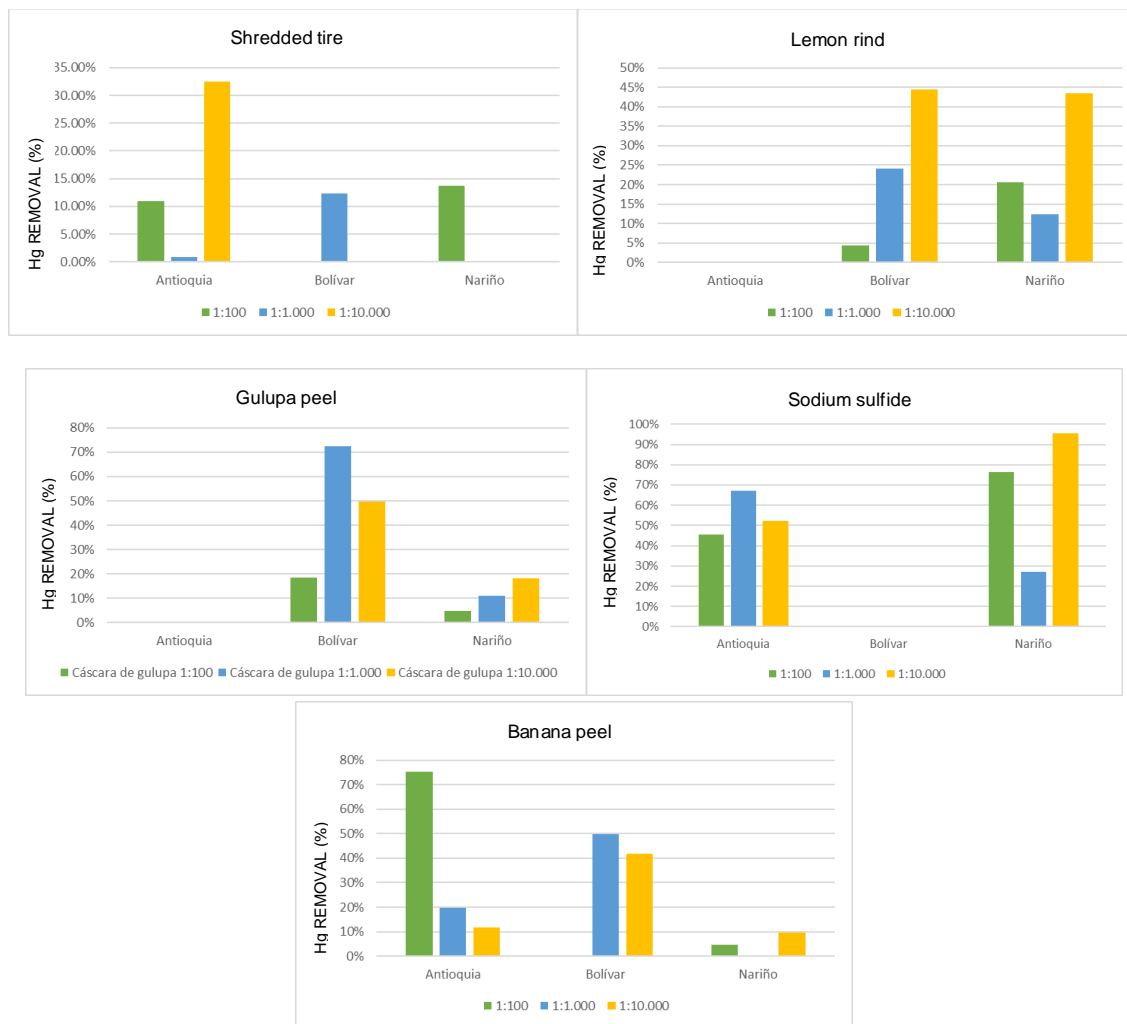 Shredded tire
Hg REMOVAL (%)
35.00%
30.00%
25.00%
20.00%
15.00%
10.00%
5.00%
0.00%
Antioquia Bolívar Nariño
1:100 1:1.000 1:10.000
Lemon rind
Hg REMOVAL (%)
50%
45%
40%
35%
30%
25%
20%
15%
10%
5%
0%
Antioquia Bolívar Nariño
1:100 1:1.000 1:10.000
Gulupa peel
Hg REMOVAL (%)
80%
70%
60%
50%
40%
30%
20%
10%
0%
Antioquia Bolívar Nariño
Cáscara de gulupa 1:100 Cáscara de gulupa 1:1.000 Cáscara de gulupa 1:10.000
Sodium sulfide
Hg REMOVAL (%)
100%
90%
80%
70%
60%
50%
40%
30%
20%
10%
0%
Antioquia Bolívar Nariño
1:100 1:1.000 1:10.000
Banana peel
Hg REMOVAL (%)
80%
70%
60%
50%
40%
30%
20%
10%
0%
Antioquia Bolívar Nariño
1:100 1:1.000 1:10.000